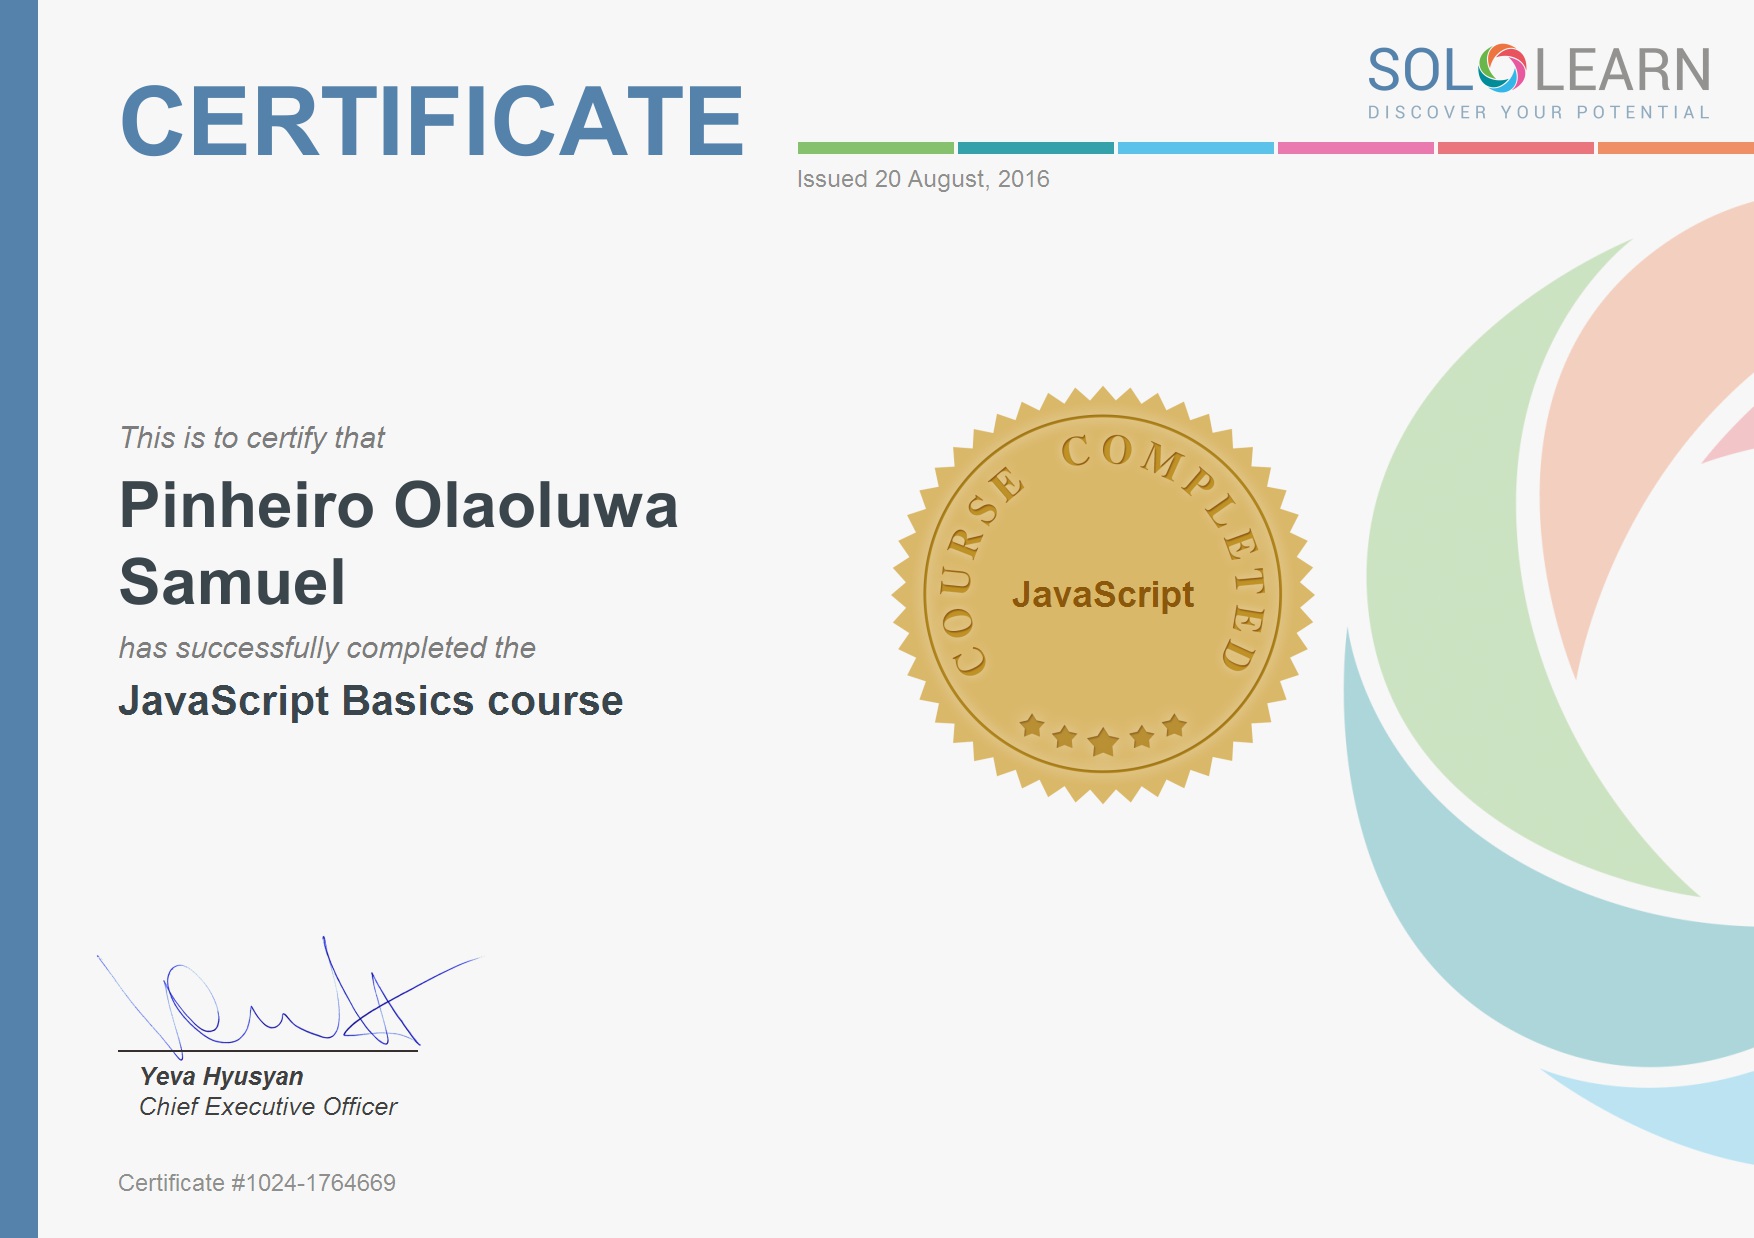 SOLOLEARN
DISCOVER YOUR POTENTIAL
CERTIFICATE
Issued 20 August, 2016
This is to certify that
Pinheiro Olaoluwa
Samuel
has successfully completed the
JavaScript Basics course
COURSE COMPLETED
JavaScript
Yeva Hyusyan
Chief Executive Officer
Certificate #1024-1764669